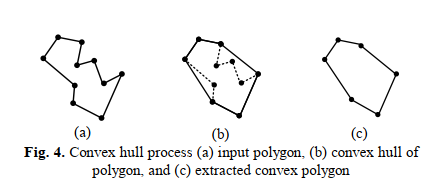 (a) (b) (c)
Fig. 4. Convex hull process (a) input polygon, (b) convex hull of
polygon, and (c) extracted convex polygon